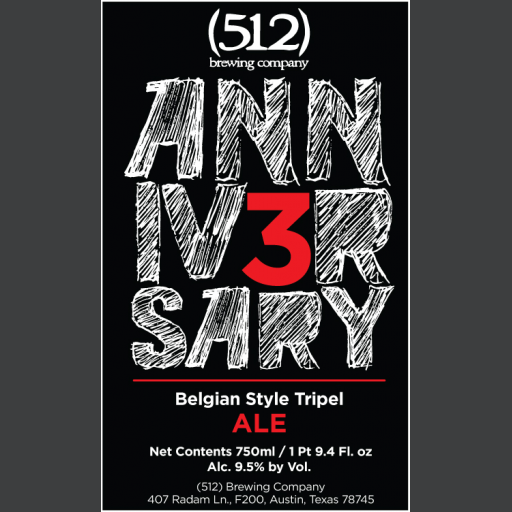 (512)
brewing company
ANN
IV3R
SARY
Belgian Style Tripel
ALE
Net Contents 750ml / 1 Pt 9.4 Fl. oz
Alc. 9.5% by Vol.
(512) Brewing Company
407 Radam Ln., F200, Austin, Texas 78745